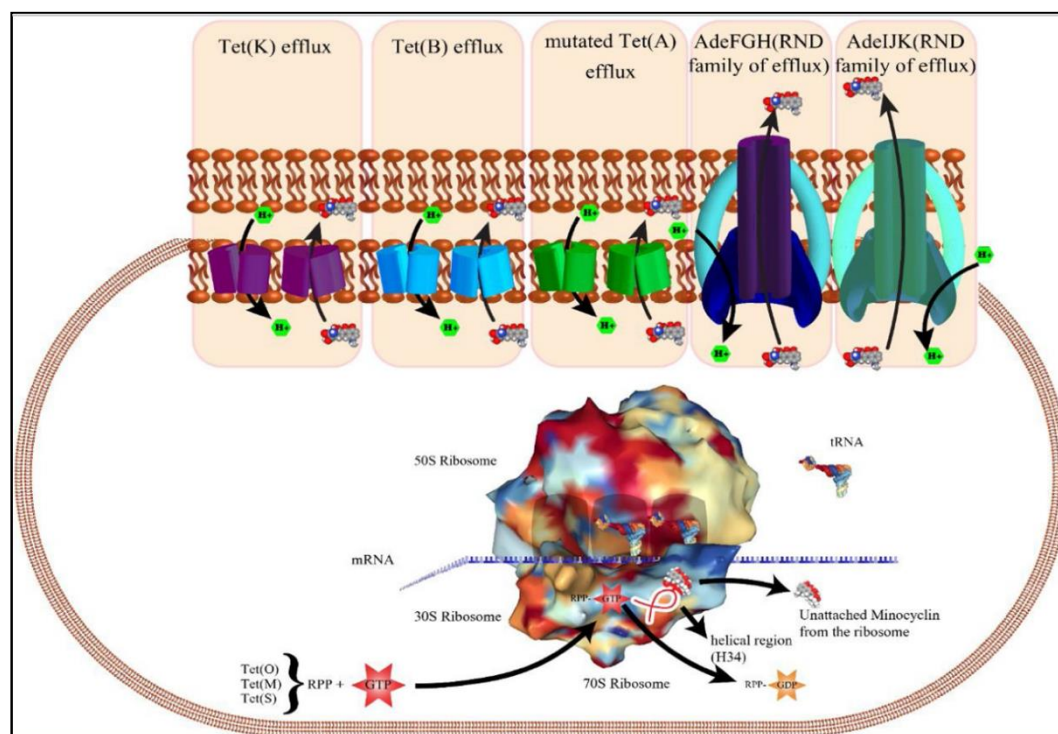 Tet(K) efflux
Tet(B) efflux
mutated Tet(A)
efflux
AdeFGH(RND
family of efflux)
AdeIJK(RND
family of efflux)
H+
H+
H+
H+
H+
H+
H+
H+
H+
H+
50S Ribosome
tRNA
mRNA
RPP-
GTP
30S Ribosome
Unattached Minocyclin
from the ribosome
helical region
(H34)
Tet(O)
Tet(M)
Tet(S)
RPP +
GTP
70S Ribosome
RPP-
GDP